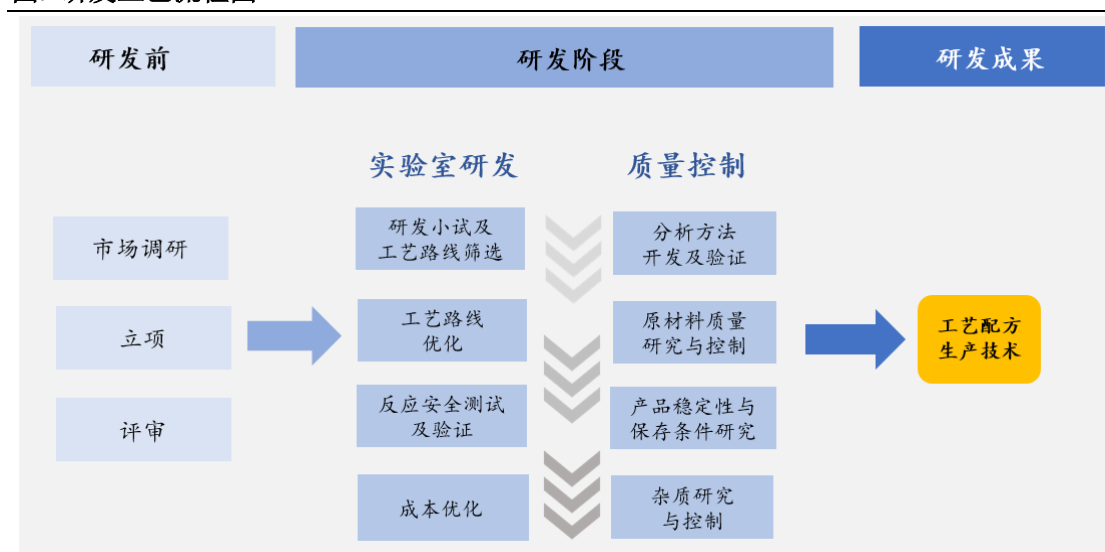 研发前
研发阶段
研发成果
实验室研发
质量控制
市场调研
立项
评审
研发小试及
工艺路线筛选
工艺路线
优化
反应安全测试
及验证
成本优化
分析方法
开发及验证
原材料质量
研究与控制
产品稳定性与
保存条件研究
杂质研究
与控制
工艺配方
生产技术